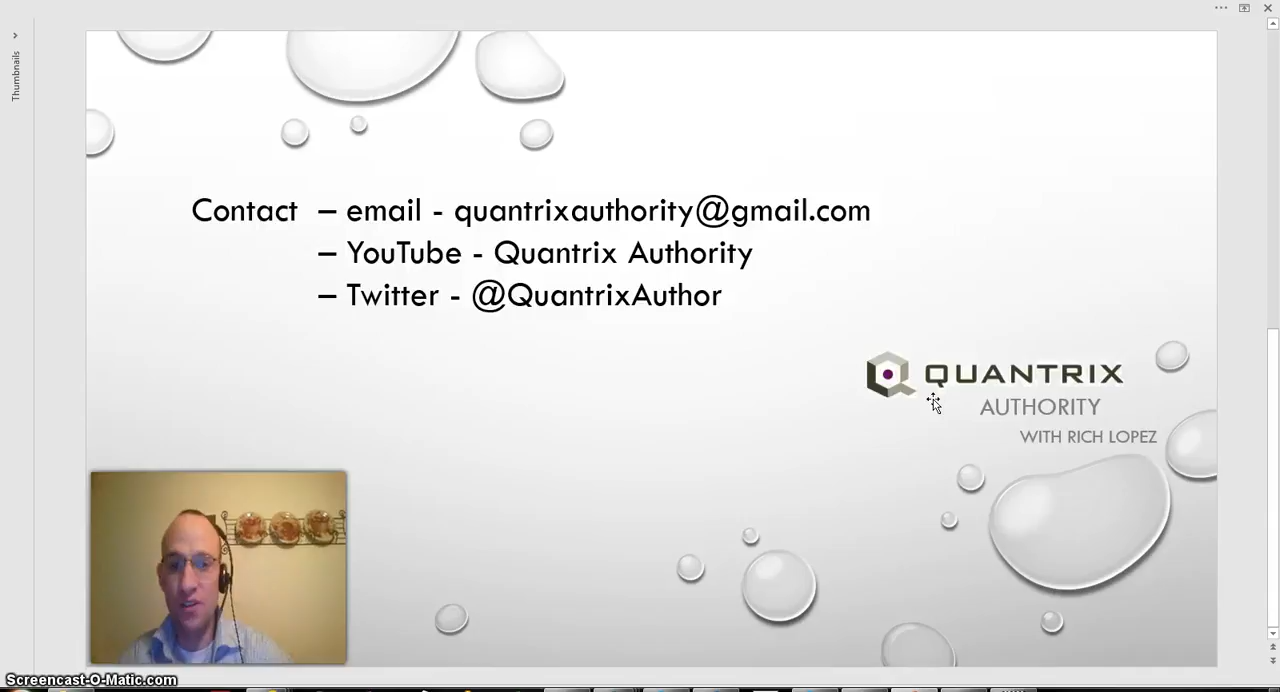 Thumbnails
Contact – email - quantrixauthority@gmail.com
– YouTube - Quantrix Authority
– Twitter - @QuantrixAuthor
QUANTRIX
AUTHORITY
WITH RICH LOPEZ
Screencast-O-Matic.com